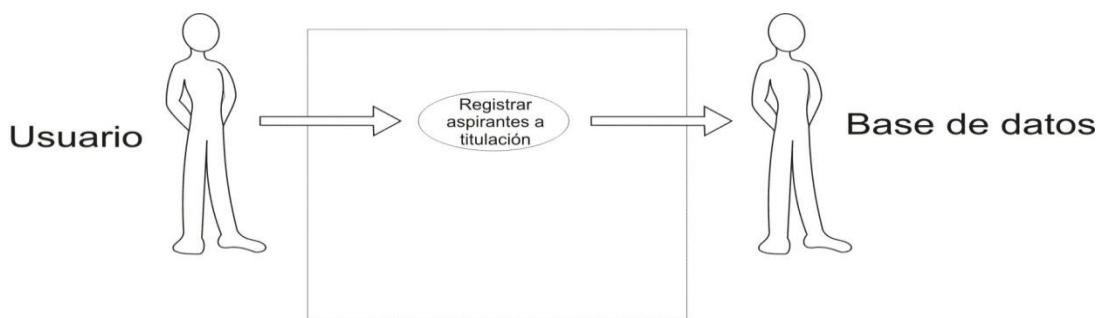 Usuario
Registrar
aspirantes a
titulación
Base de datos